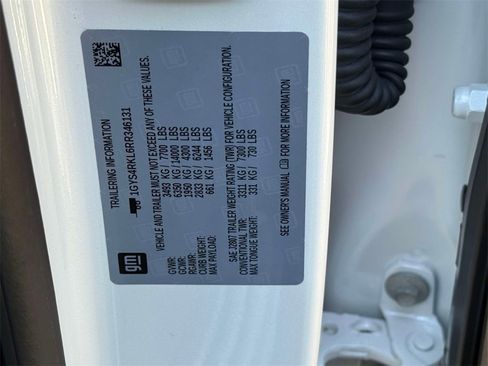 gm
TRAILERING INFORMATION
1GYS4RKL6RR346131
VEHICLE AND TRAILER MUST NOT EXCEED ANY OF THESE VALUES.
GVWR: 3493 KG / 7700 LBS
GCWR: 6350 KG / 14000 LBS
RGAWR: 1950 KG / 4300 LBS
CURB WEIGHT: 2833 KG / 6244 LBS
MAX PAYLOAD: 661 KG / 1456 LBS
SAE J2807 TRAILER WEIGHT RATING (TWR) FOR VEHICLE CONFIGURATION.
CONVENTIONAL TWR: 3311 KG / 7300 LBS
MAX TONGUE WEIGHT: 331 KG / 730 LBS
SEE OWNER'S MANUAL FOR MORE INFORMATION